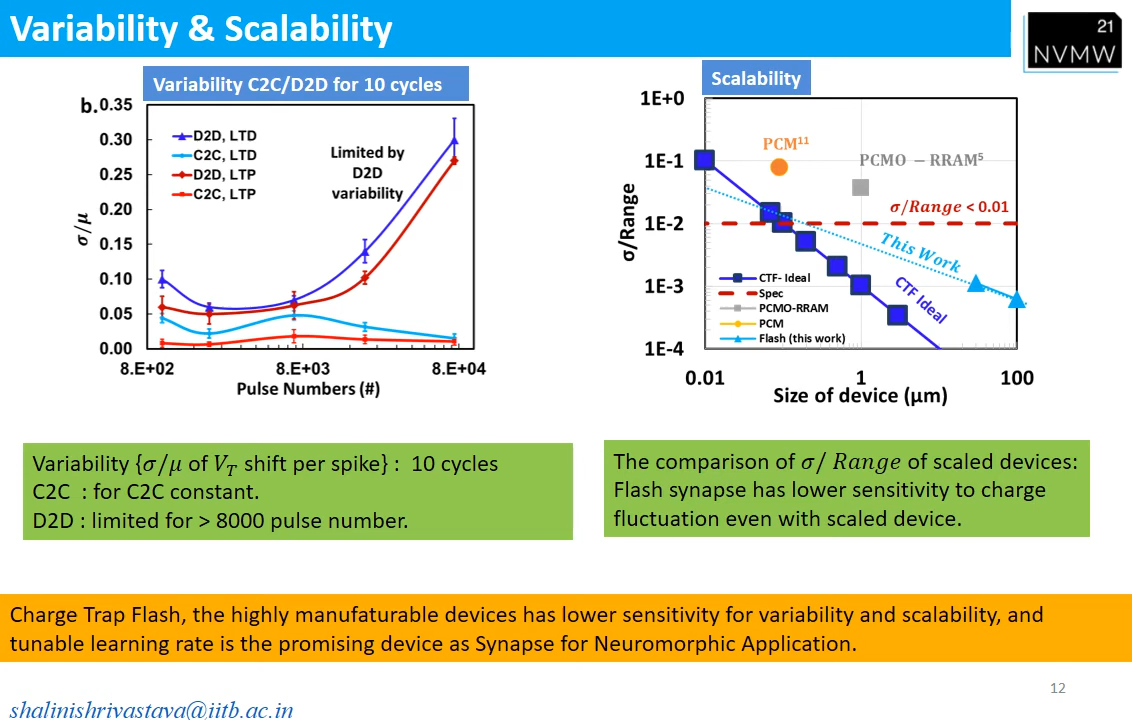 Variability & Scalability
21
NVMW
Variability C2C/D2D for 10 cycles
b.
0.35
0.30
0.25
0.20
0.15
0.10
0.05
0.00
σ/μ
D2D, LTD
C2C, LTD
D2D, LTP
C2C, LTP
Limited by
D2D
variability
8.E+02
8.E+03
8.E+04
Pulse Numbers (#)
Scalability
1E+0
1E-1
1E-2
1E-3
1E-4
σ/Range
PCM¹¹
PCMO – RRAM⁵
σ/Range < 0.01
This Work
CTF Ideal
CTF- Ideal
Spec
PCMO-RRAM
PCM
Flash (this work)
0.01
1
100
Size of device (μm)
Variability {σ/μ of V_T shift per spike} : 10 cycles
C2C : for C2C constant.
D2D : limited for > 8000 pulse number.
The comparison of σ/ Range of scaled devices:
Flash synapse has lower sensitivity to charge
fluctuation even with scaled device.
Charge Trap Flash, the highly manufaturable devices has lower sensitivity for variability and scalability, and
tunable learning rate is the promising device as Synapse for Neuromorphic Application.
12
shalinishrivastava@iitb.ac.in